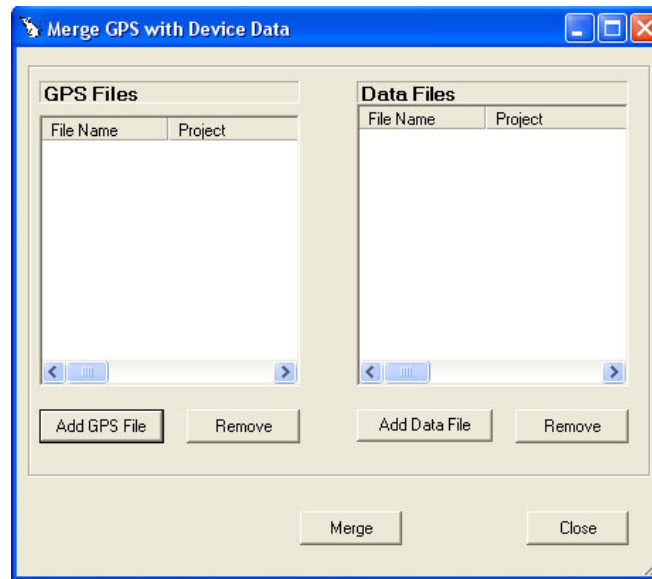 Merge GPS with Device Data
GPS Files
File Name Project
Add GPS File Remove
Data Files
File Name Project
Add Data File Remove
Merge Close